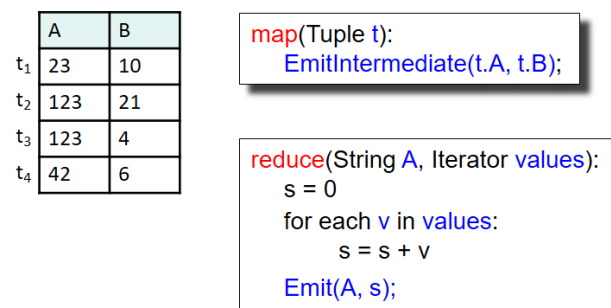 A B
t1 23 10
t2 123 21
t3 123 4
t4 42 6
map(Tuple t):
EmitIntermediate(t.A, t.B);
reduce(String A, Iterator values):
s = 0
for each v in values:
s = s + v
Emit(A, s);